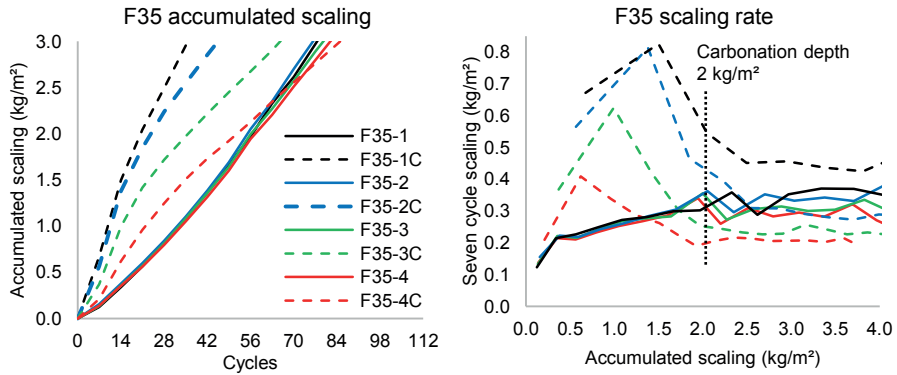 F35 accumulated scaling
Accumulated scaling (kg/m²)
3.0
2.5
2.0
1.5
1.0
0.5
0.0
0 14 28 42 56 70 84 98 112
Cycles
F35-1
F35-1C
F35-2
F35-2C
F35-3
F35-3C
F35-4
F35-4C
F35 scaling rate
Seven cycle scaling (kg/m²)
0.8
0.7
0.6
0.5
0.4
0.3
0.2
0.1
0.0
Carbonation depth
2 kg/m²
0.0 0.5 1.0 1.5 2.0 2.5 3.0 3.5 4.0
Accumulated scaling (kg/m²)